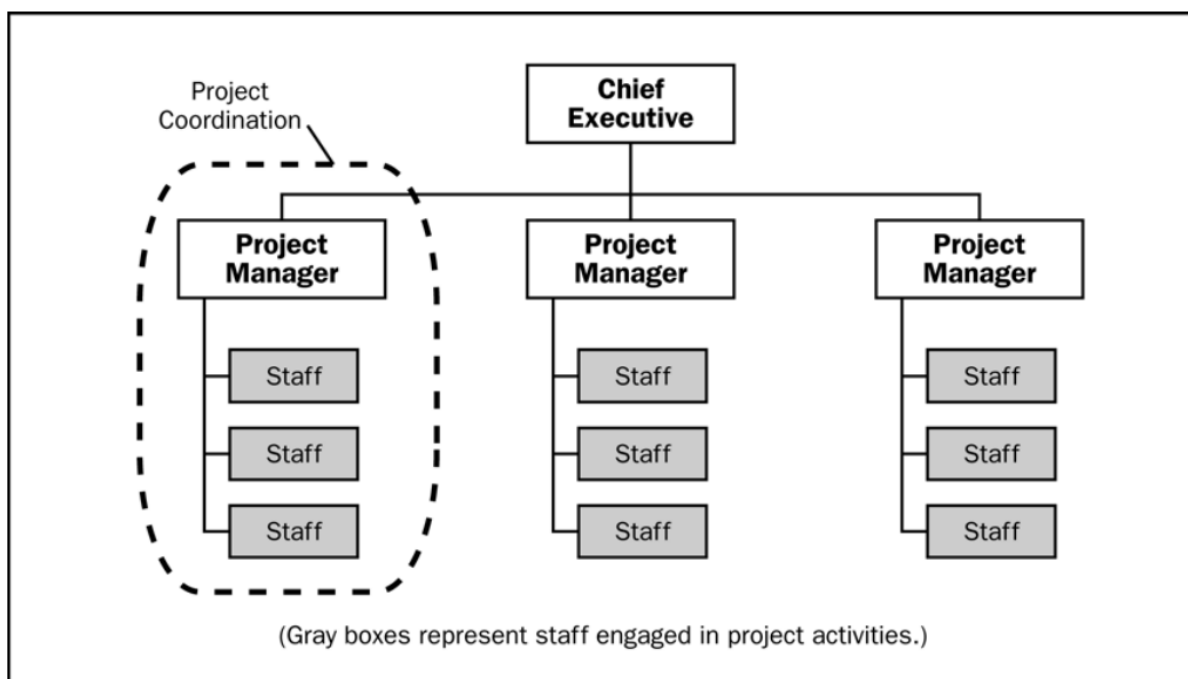 Project
Coordination
Chief
Executive
Project
Manager
Project
Manager
Project
Manager
Staff
Staff
Staff
Staff
Staff
Staff
Staff
Staff
Staff
(Gray boxes represent staff engaged in project activities.)